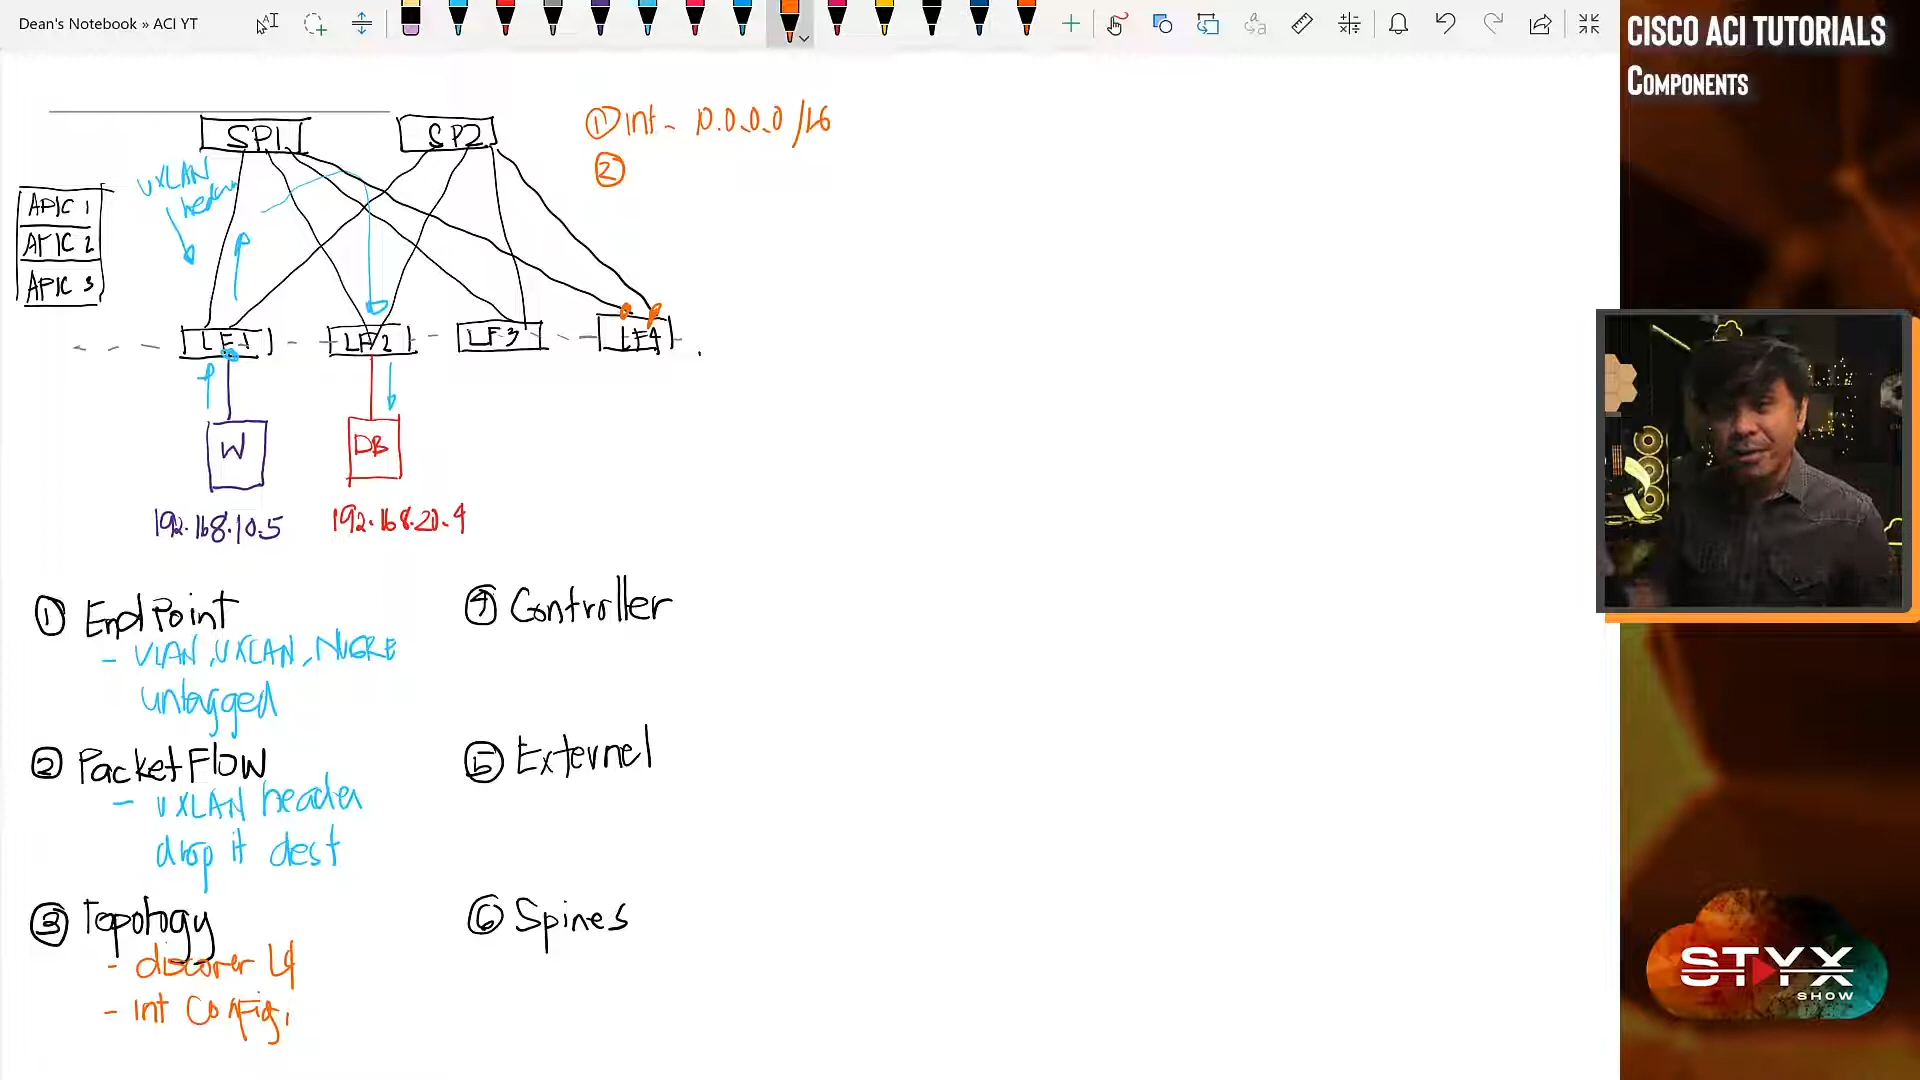 Dean's Notebook » ACI YT
CISCO ACI TUTORIALS
COMPONENTS
SP1
SP2
① int - 10.0.0.0/16
②
VXLAN
header
APIC 1
APIC 2
APIC 3
LF1
LF2
LF3
LF4
W
DB
192.168.10.5
192.168.20.4
① EndPoint
- VLAN, VXLAN, NVGRE
untagged
② Packet Flow
- VXLAN header
drop it dest
③ Topology
- discover L4
- int Config,
④ Controller
⑤ External
⑥ Spines
STYX
SHOW